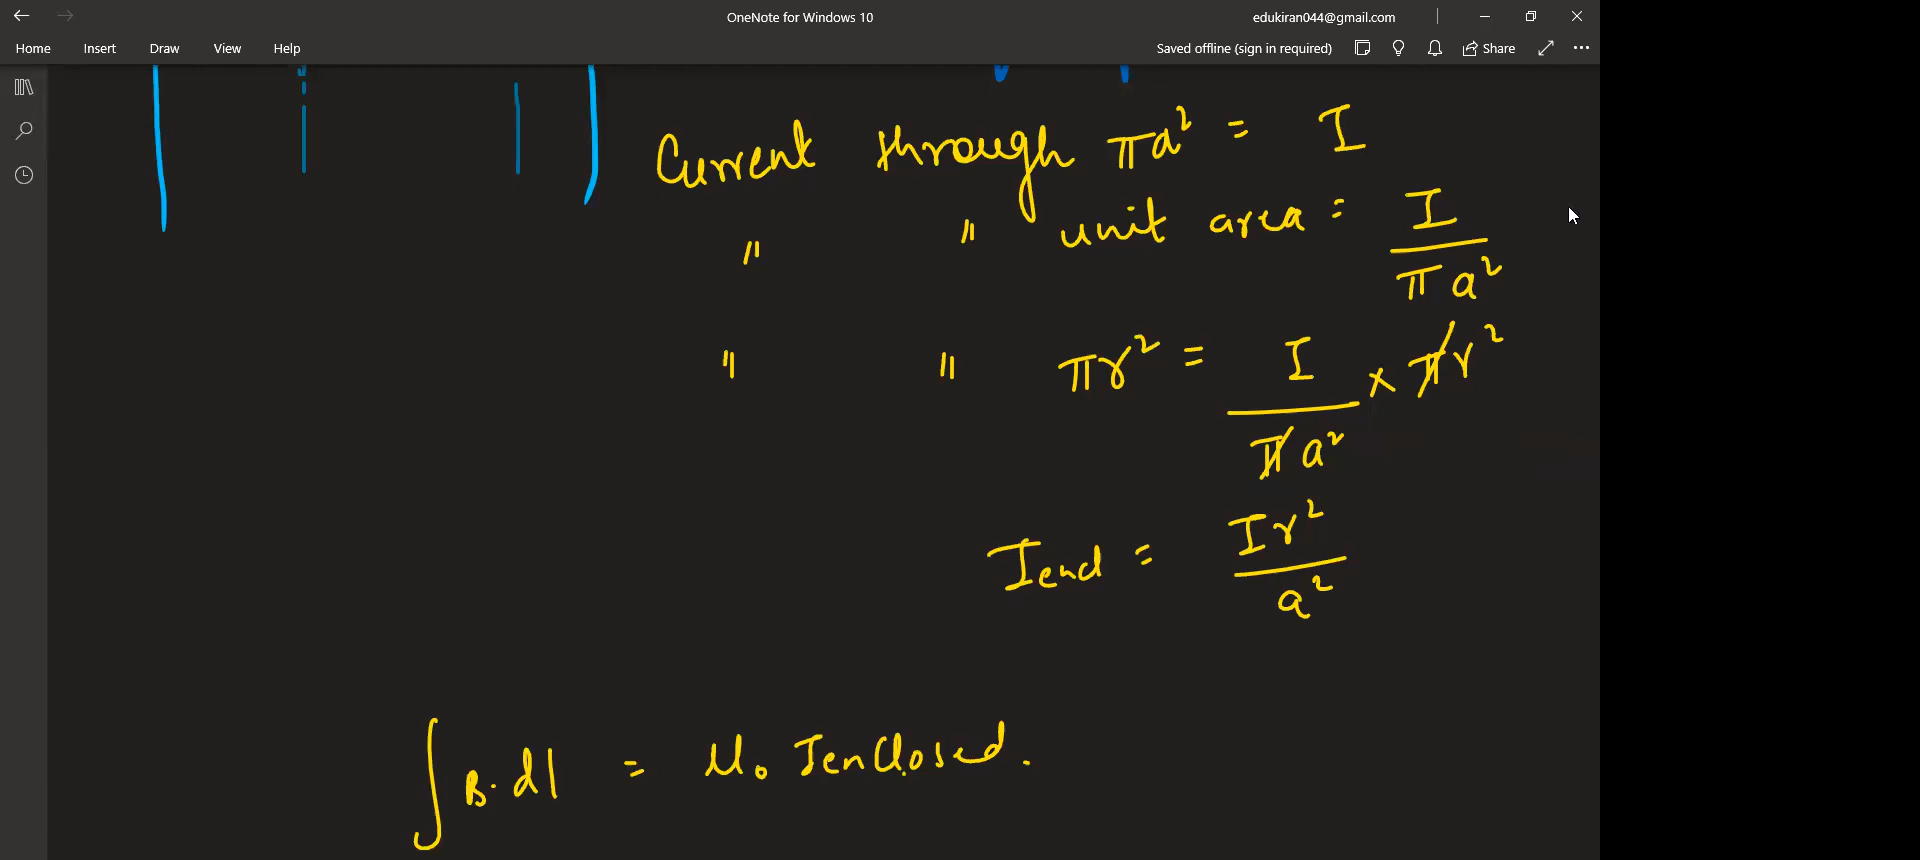 OneNote for Windows 10
edukiran044@gmail.com
Home Insert Draw View Help
Saved offline (sign in required) Share
Current through πa² = I
" " unit area = I / πa²
" " πr² = I / πa² × πr²
Iencl = Ir² / a²
∫ B. dl = μ₀ Ienclosed.